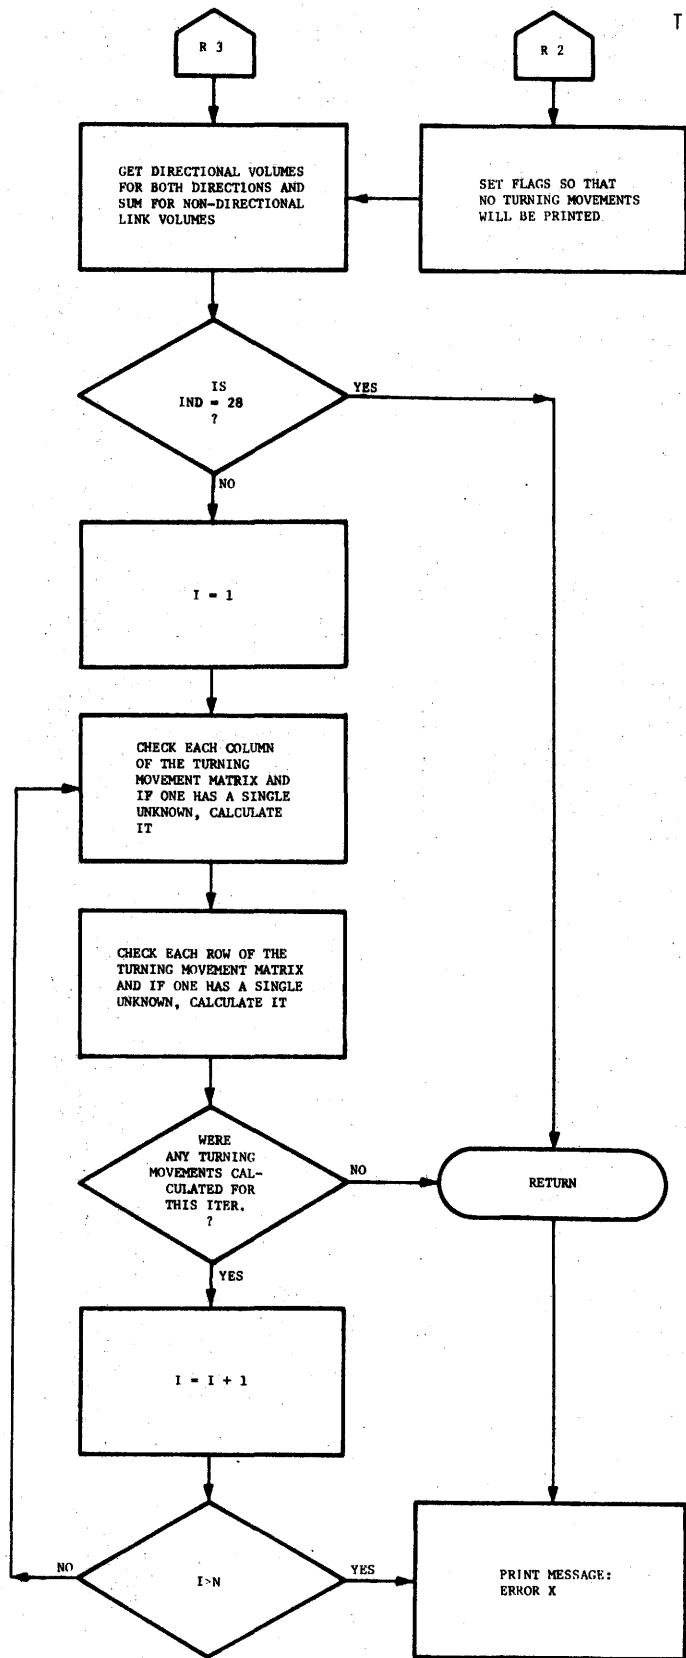 T
R 3
R 2
GET DIRECTIONAL VOLUMES
FOR BOTH DIRECTIONS AND
SUM FOR NON-DIRECTIONAL
LINK VOLUMES
SET FLAGS SO THAT
NO TURNING MOVEMENTS
WILL BE PRINTED
IS
IND = 28
?
YES
NO
I = 1
CHECK EACH COLUMN
OF THE TURNING
MOVEMENT MATRIX AND
IF ONE HAS A SINGLE
UNKNOWN, CALCULATE
IT
CHECK EACH ROW OF THE
TURNING MOVEMENT MATRIX
AND IF ONE HAS A SINGLE
UNKNOWN, CALCULATE IT
WERE
ANY TURNING
MOVEMENTS CAL-
CULATED FOR
THIS ITER.
?
NO
RETURN
YES
I = I + 1
I>N
NO
YES
PRINT MESSAGE:
ERROR X